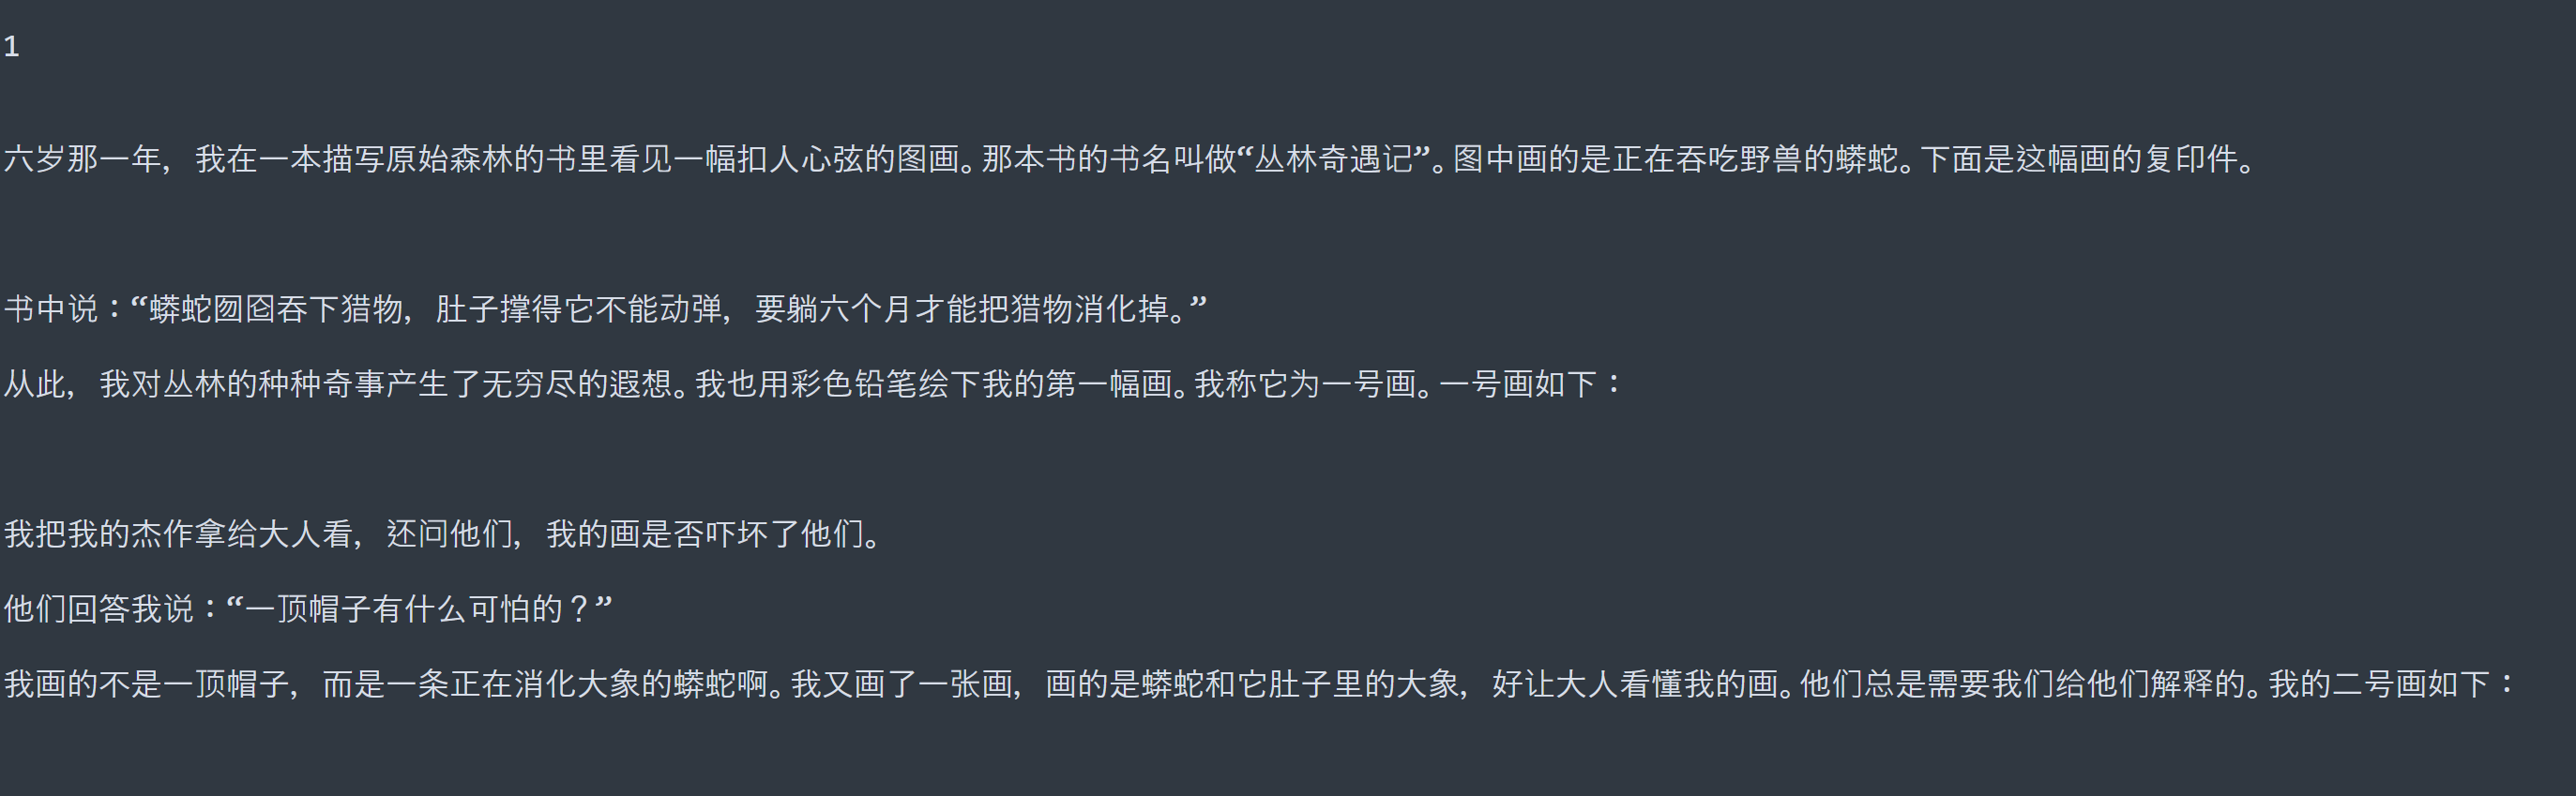 1
六岁那一年，我在一本描写原始森林的书里看见一幅扣人心弦的图画。那本书的书名叫做“丛林奇遇记”。图中画的是正在吞吃野兽的蟒蛇。下面是这幅画的复印件。
书中说：“蟒蛇囫囵吞下猎物，肚子撑得它不能动弹，要躺六个月才能把猎物消化掉。”
从此，我对丛林的种种奇事产生了无穷尽的遐想。我也用彩色铅笔绘下我的第一幅画。我称它为一号画。一号画如下：
我把我的杰作拿给大人看，还问他们，我的画是否吓坏了他们。
他们回答我说：“一顶帽子有什么可怕的？”
我画的不是一顶帽子，而是一条正在消化大象的蟒蛇啊。我又画了一张画，画的是蟒蛇和它肚子里的大象，好让大人看懂我的画。他们总是需要我们给他们解释的。我的二号画如下：